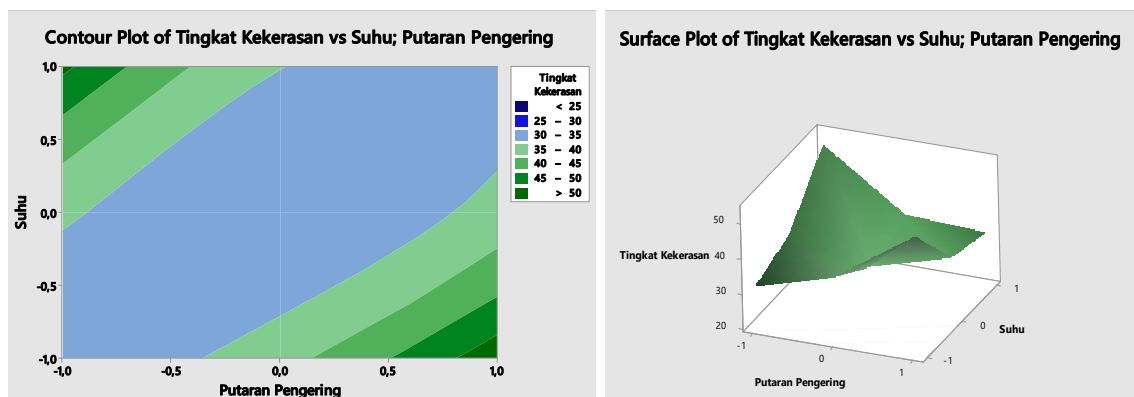 Contour Plot of Tingkat Kekerasan vs Suhu; Putaran Pengering
1,0
0,5
0,0
-0,5
-1,0
Suhu
-1,0 -0,5 0,0 0,5 1,0
Putaran Pengering
Tingkat
Kekerasan
< 25
25 – 30
30 – 35
35 – 40
40 – 45
45 – 50
> 50
Surface Plot of Tingkat Kekerasan vs Suhu; Putaran Pengering
50
Tingkat Kekerasan 40
30
20
-1
0
1
Putaran Pengering
1
0
-1
Suhu